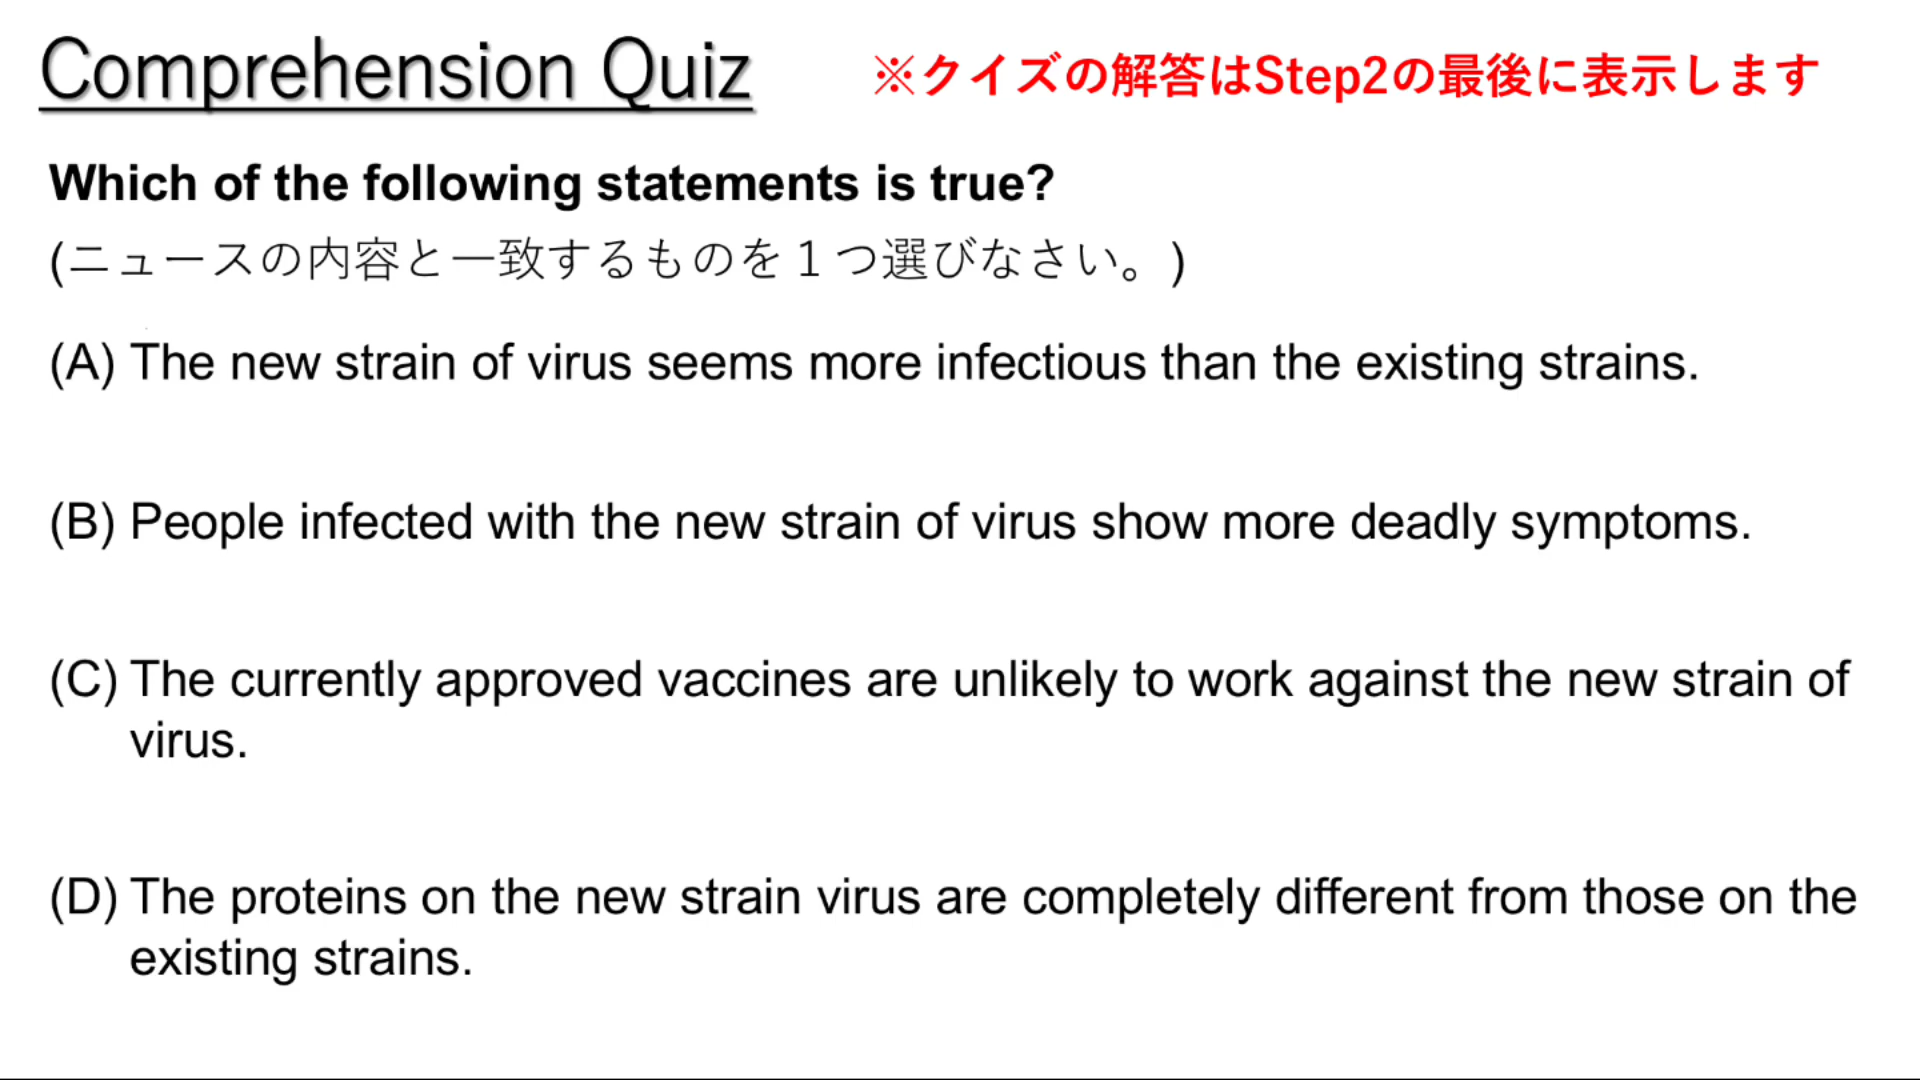 Comprehension Quiz
※クイズの解答はStep2の最後に表示します
Which of the following statements is true?
(ニュースの内容と一致するものを１つ選びなさい。)
(A) The new strain of virus seems more infectious than the existing strains.
(B) People infected with the new strain of virus show more deadly symptoms.
(C) The currently approved vaccines are unlikely to work against the new strain of
virus.
(D) The proteins on the new strain virus are completely different from those on the
existing strains.